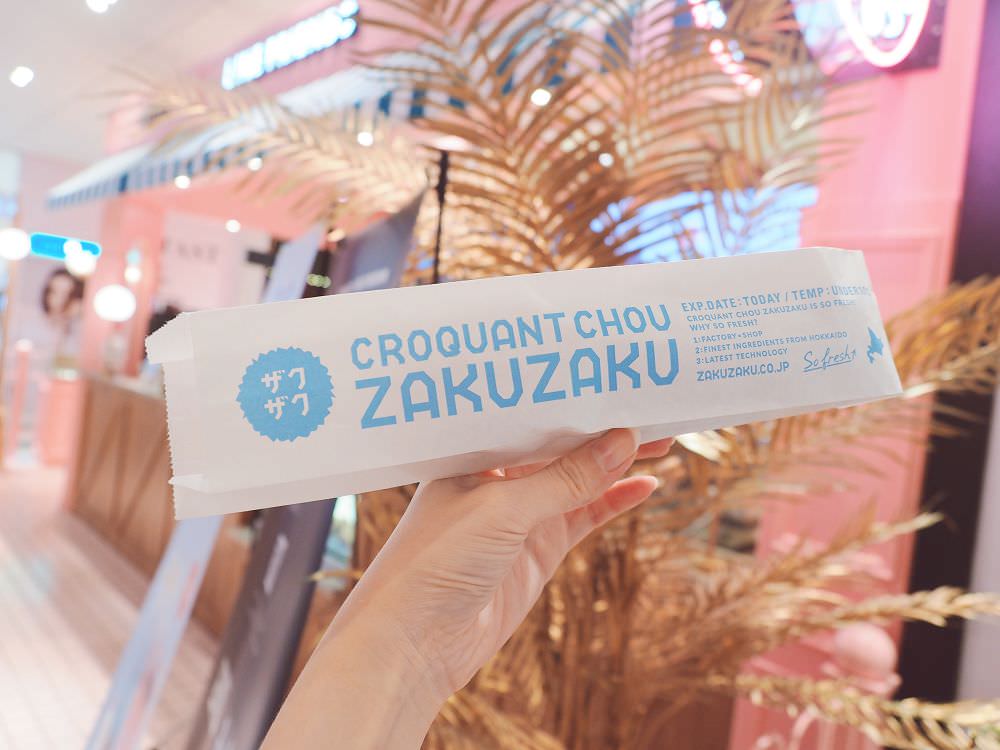 ザク
ザク
CROQUANT CHOU
ZAKUZAKU
EXP.DATE:TODAY / TEMP:UNDER
CROQUANT CHOU ZAKUZAKU IS SO FRESH!
WHY SO FRESH?
1:FACTORY+SHOP
2:FINEST INGREDIENTS FROM HOKKAIDO
3:LATEST TECHNOLOGY
ZAKUZAKU.CO.JP
So fresh!